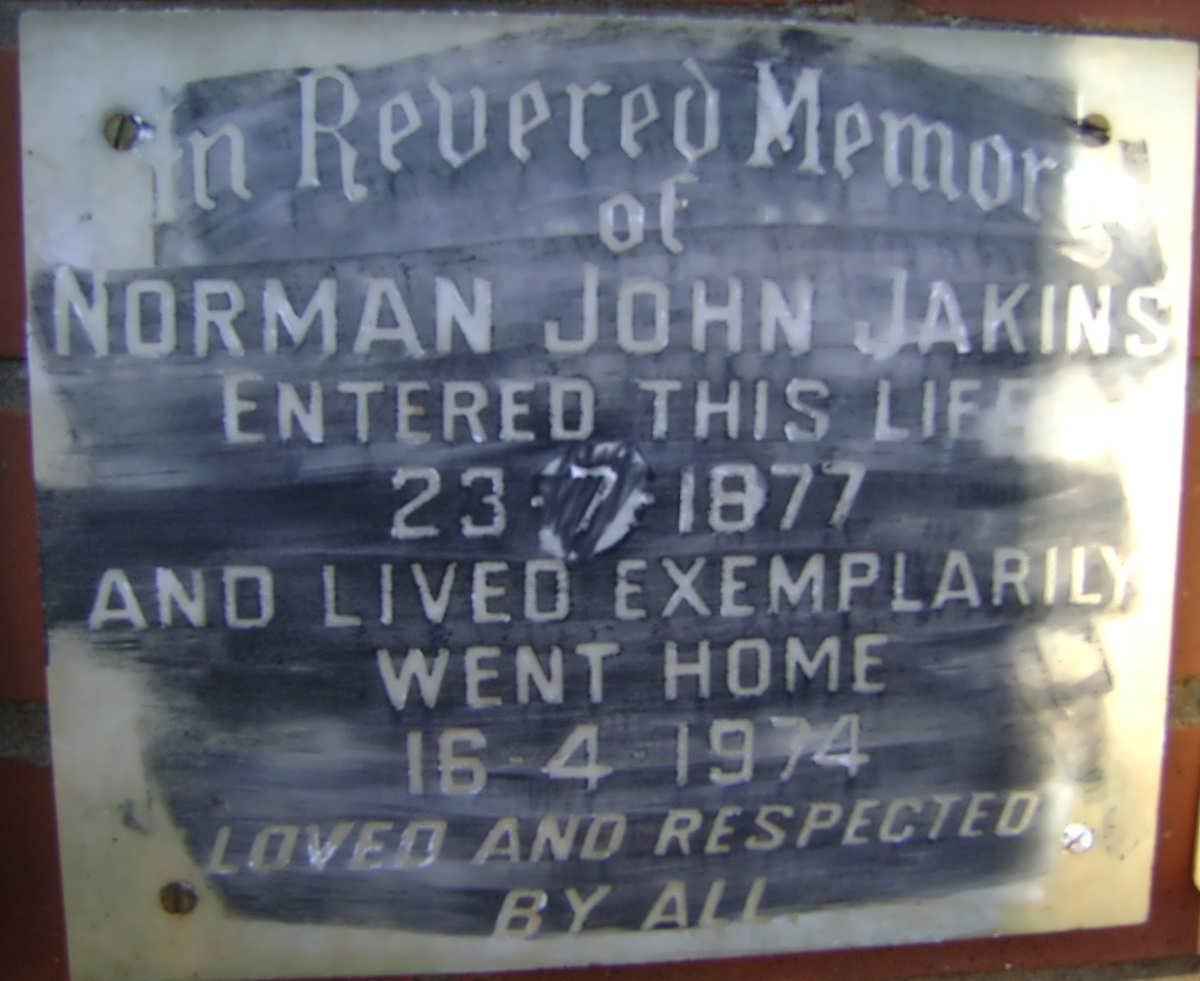 In Revered Memory
of
NORMAN JOHN JAKINS
ENTERED THIS LIFE
23-7-1877
AND LIVED EXEMPLARILY
WENT HOME
16-4-1974
LOVED AND RESPECTED
BY ALL